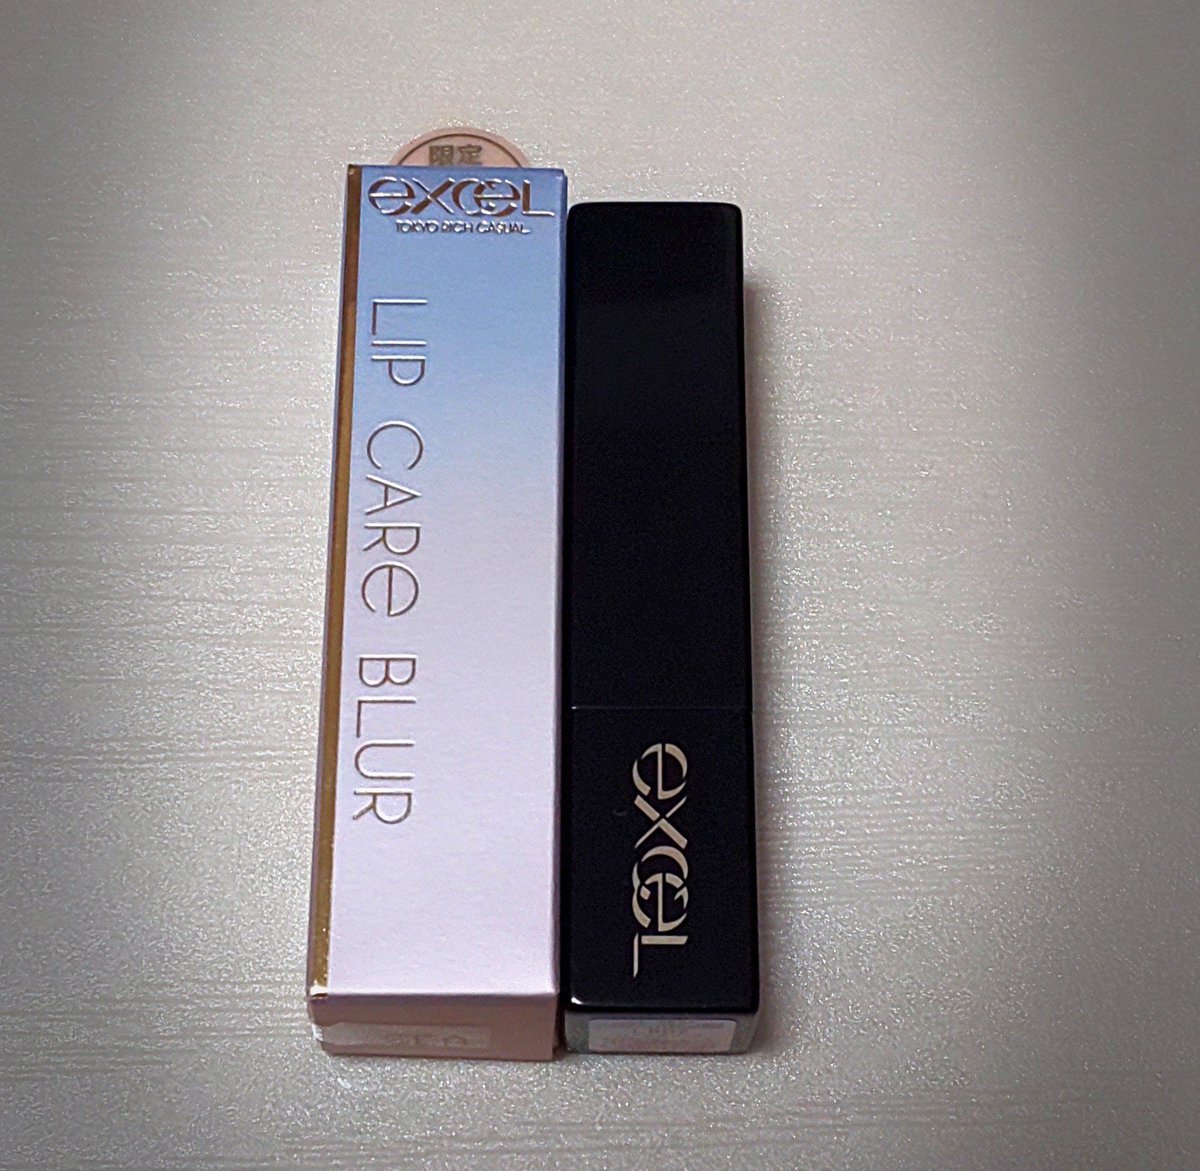 限定
excel
TOKYO RICH CASUAL
LIP CARE BLUR
excel